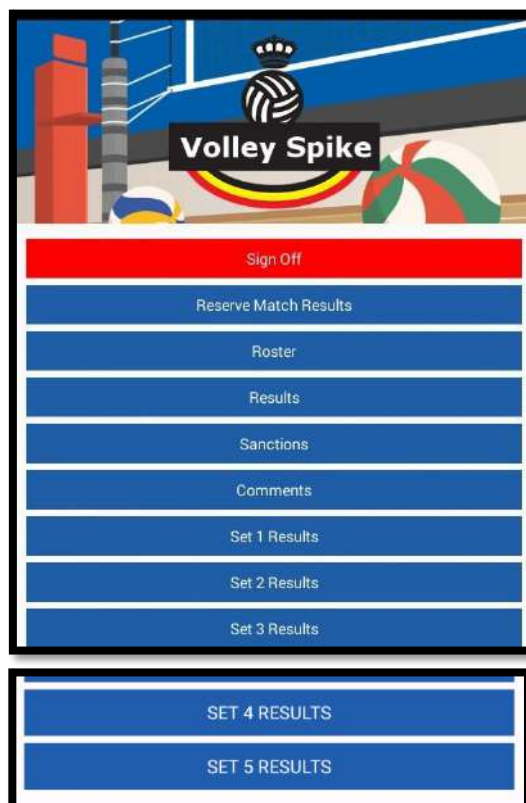 Volley Spike
Sign Off
Reserve Match Results
Roster
Results
Sanctions
Comments
Set 1 Results
Set 2 Results
Set 3 Results
SET 4 RESULTS
SET 5 RESULTS